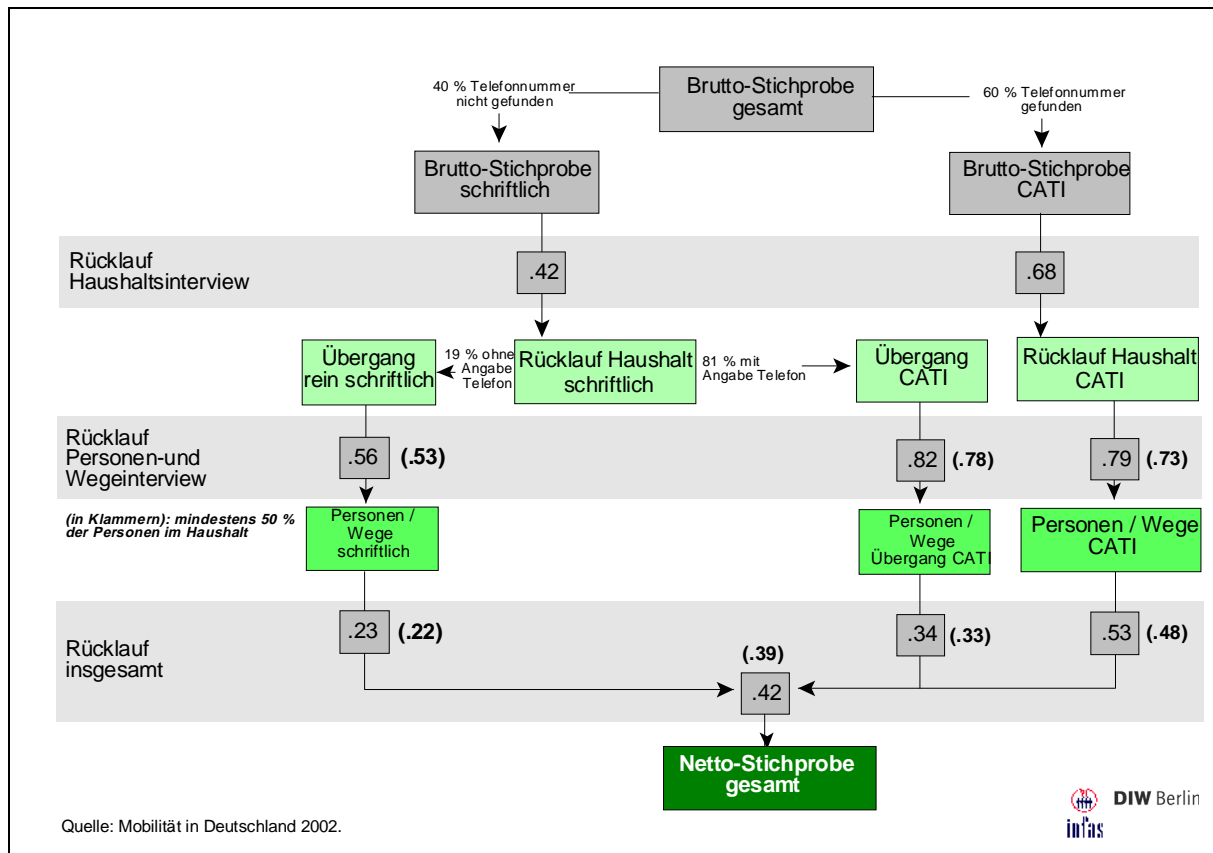 Brutto-Stichprobe
gesamt
40 % Telefonnummer
nicht gefunden
60 % Telefonnummer
gefunden
Brutto-Stichprobe
schriftlich
Brutto-Stichprobe
CATI
Rücklauf
Haushaltsinterview
.42
.68
Übergang
rein schriftlich
19 % ohne
Angabe
Telefon
Rücklauf Haushalt
schriftlich
81 % mit
Angabe Telefon
Übergang
CATI
Rücklauf Haushalt
CATI
Rücklauf
Personen-und
Wegeinterview
.56 (.53)
.82 (.78)
.79 (.73)
(in Klammern): mindestens 50 %
der Personen im Haushalt
Personen /
Wege
schriftlich
Personen /
Wege
Übergang CATI
Personen / Wege
CATI
Rücklauf
insgesamt
.23 (.22)
.34 (.33)
.53 (.48)
(.39)
.42
Netto-Stichprobe
gesamt
Quelle: Mobilität in Deutschland 2002.
infas
DIW Berlin